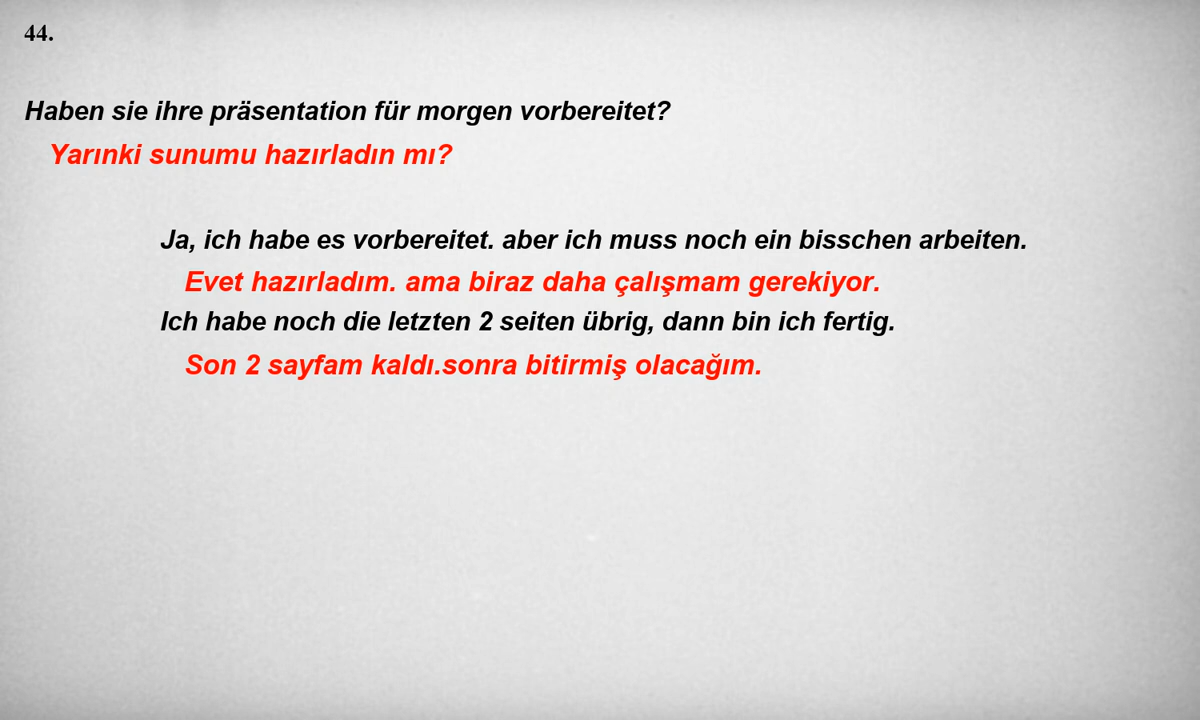 44.
Haben sie ihre präsentation für morgen vorbereitet?
Yarınki sunumu hazırladın mı?
Ja, ich habe es vorbereitet. aber ich muss noch ein bisschen arbeiten.
Evet hazırladım. ama biraz daha çalışmam gerekiyor.
Ich habe noch die letzten 2 seiten übrig, dann bin ich fertig.
Son 2 sayfam kaldı.sonra bitirmiş olacağım.